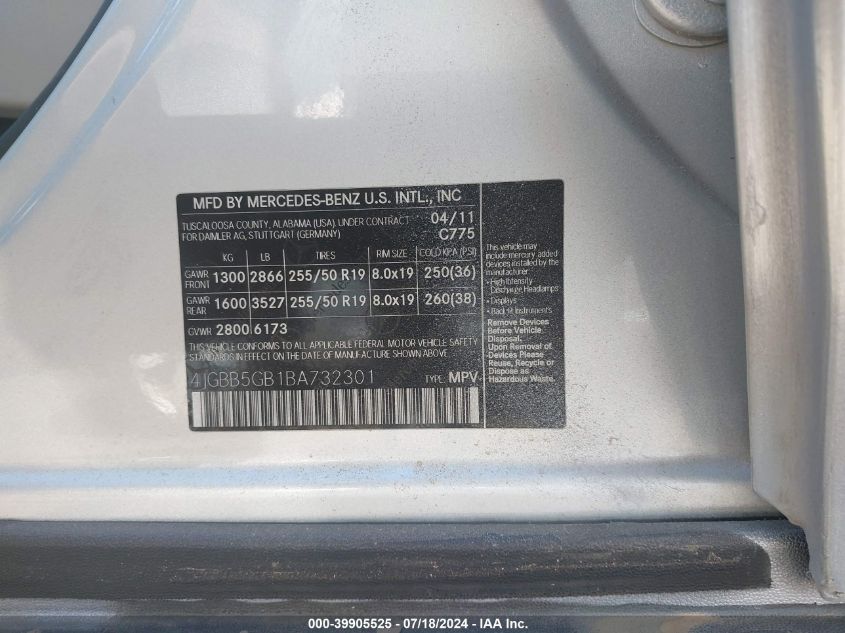 MFD BY MERCEDES-BENZ U.S. INTL., INC
TUSCALOOSA COUNTY, ALABAMA (USA), UNDER CONTRACT 04/11
FOR DAIMLER AG, STUTTGART (GERMANY) C775
KG LB TIRES RIM SIZE COLD KPA (PSI)
GAWR FRONT 1300 2866 255/50 R19 8.0x19 250(36)
GAWR REAR 1600 3527 255/50 R19 8.0x19 260(38)
GVWR 2800 6173
THIS VEHICLE CONFORMS TO ALL APPLICABLE FEDERAL MOTOR VEHICLE SAFETY
STANDARDS IN EFFECT ON THE DATE OF MANUFACTURE SHOWN ABOVE
4JGBB5GB1BA732301 TYPE: MPV
This vehicle may
include mercury added
devices installed by the
manufacturer:
• High Intensity
Discharge Headlamps
• Displays
• Back lit Instruments
Remove Devices
Before Vehicle
Disposal.
Upon Removal of
Devices Please
Reuse, Recycle or
Dispose as
Hazardous Waste.
000-39905525 - 07/18/2024 - IAA Inc.